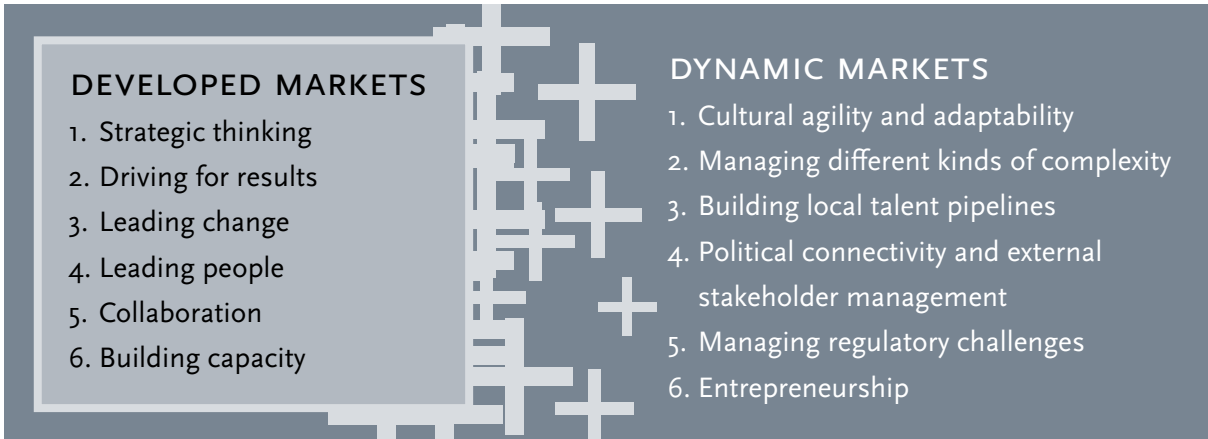 DEVELOPED MARKETS
1. Strategic thinking
2. Driving for results
3. Leading change
4. Leading people
5. Collaboration
6. Building capacity
DYNAMIC MARKETS
1. Cultural agility and adaptability
2. Managing different kinds of complexity
3. Building local talent pipelines
4. Political connectivity and external
stakeholder management
5. Managing regulatory challenges
6. Entrepreneurship